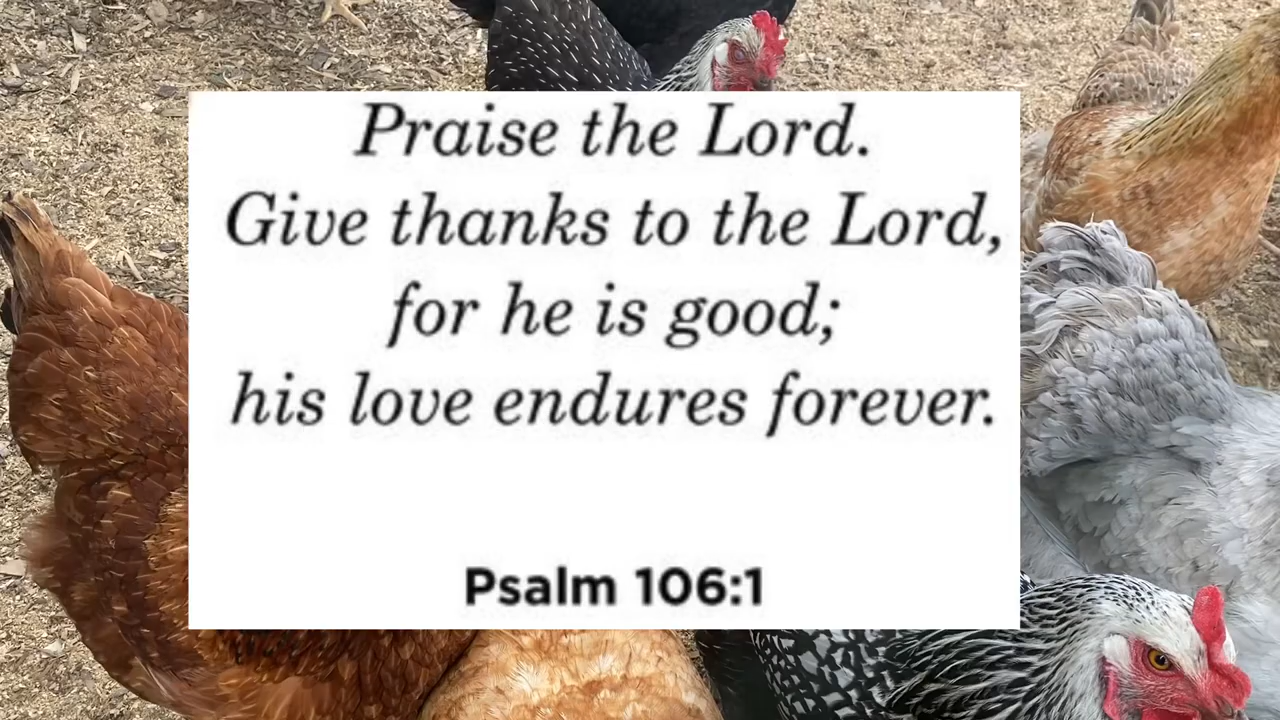 Praise the Lord.
Give thanks to the Lord,
for he is good;
his love endures forever.
Psalm 106:1